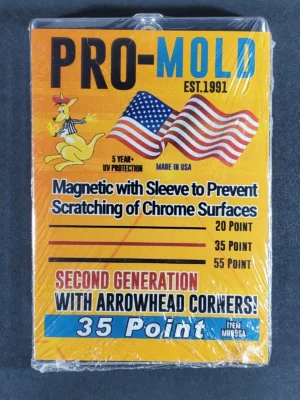 PRO-MOLD
EST.1991
5 YEAR+
UV PROTECTION
MADE IN USA
Magnetic with Sleeve to Prevent
Scratching of Chrome Surfaces
20 POINT
35 POINT
55 POINT
SECOND GENERATION
WITH ARROWHEAD CORNERS!
35 Point
ITEM